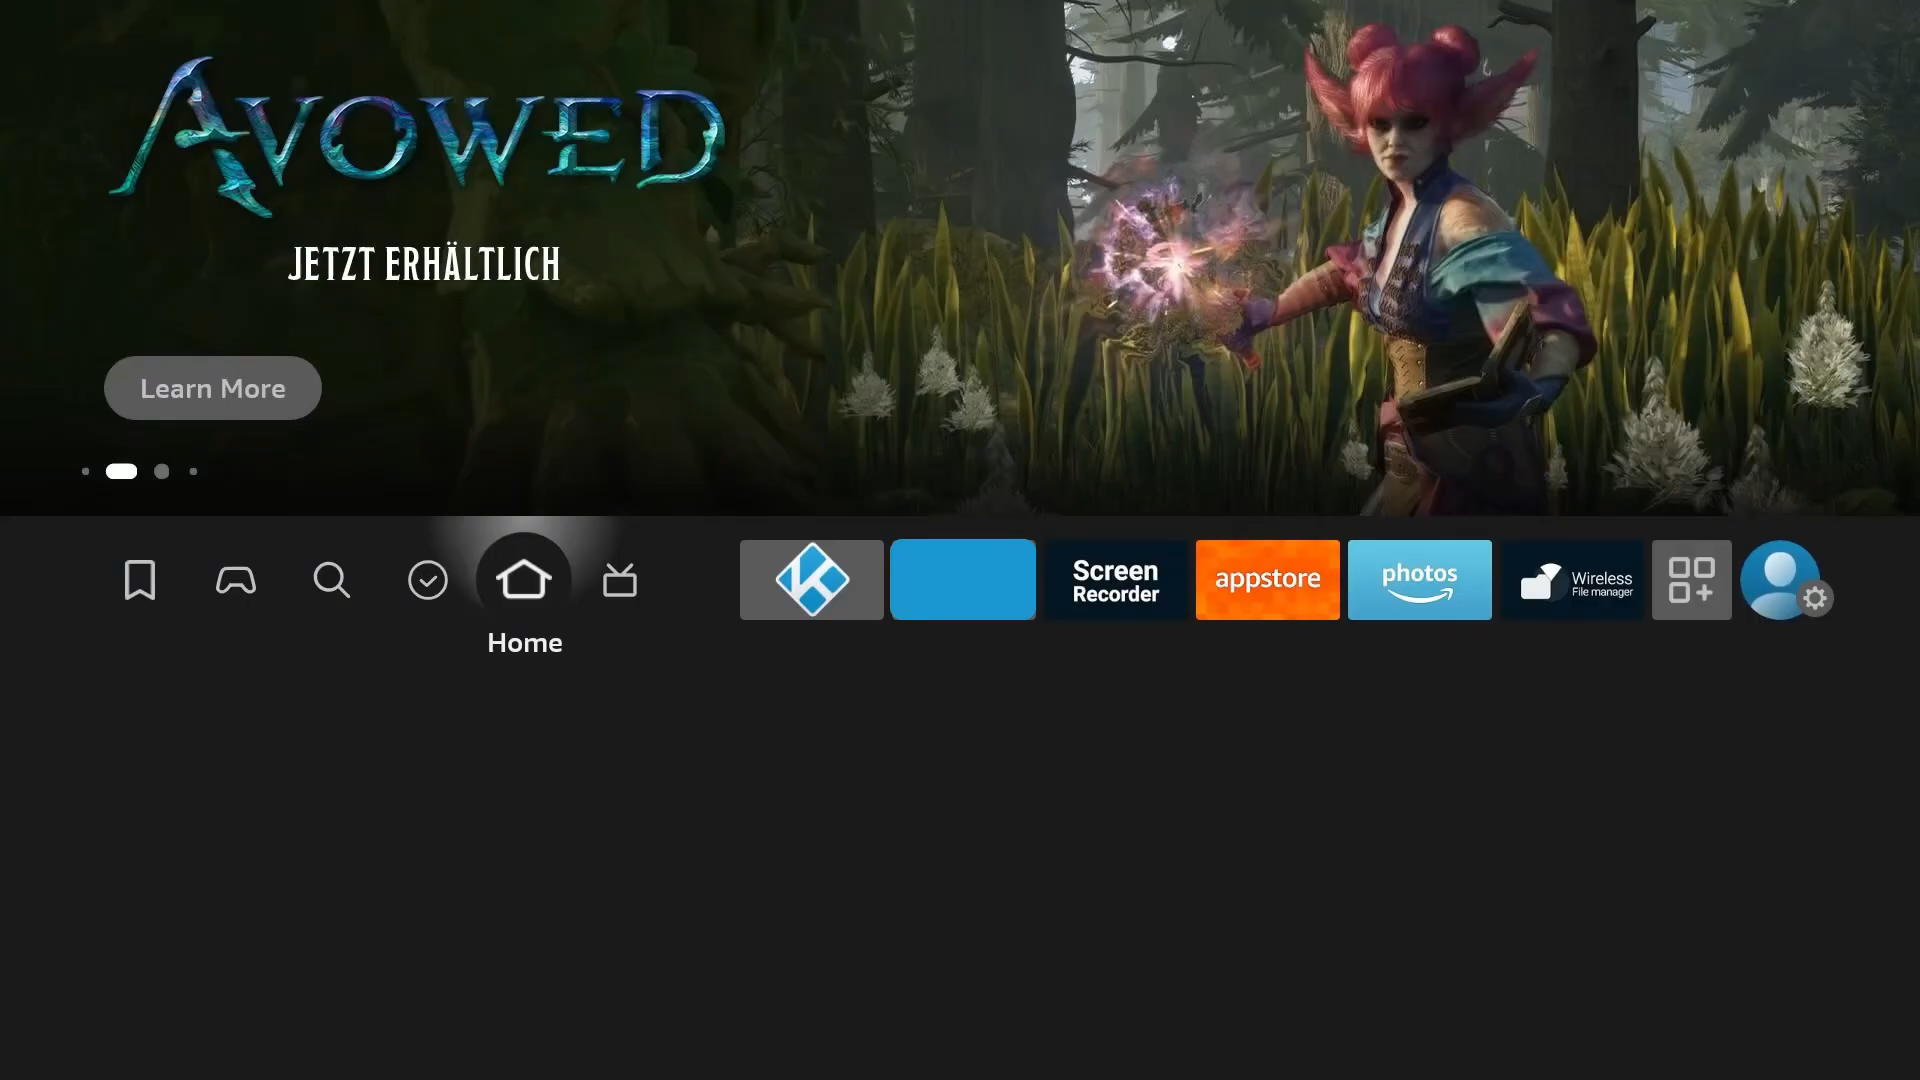 AVOWED
JETZT ERHÄLTLICH
Learn More
Home
Screen
Recorder
appstore
photos
Wireless
File manager